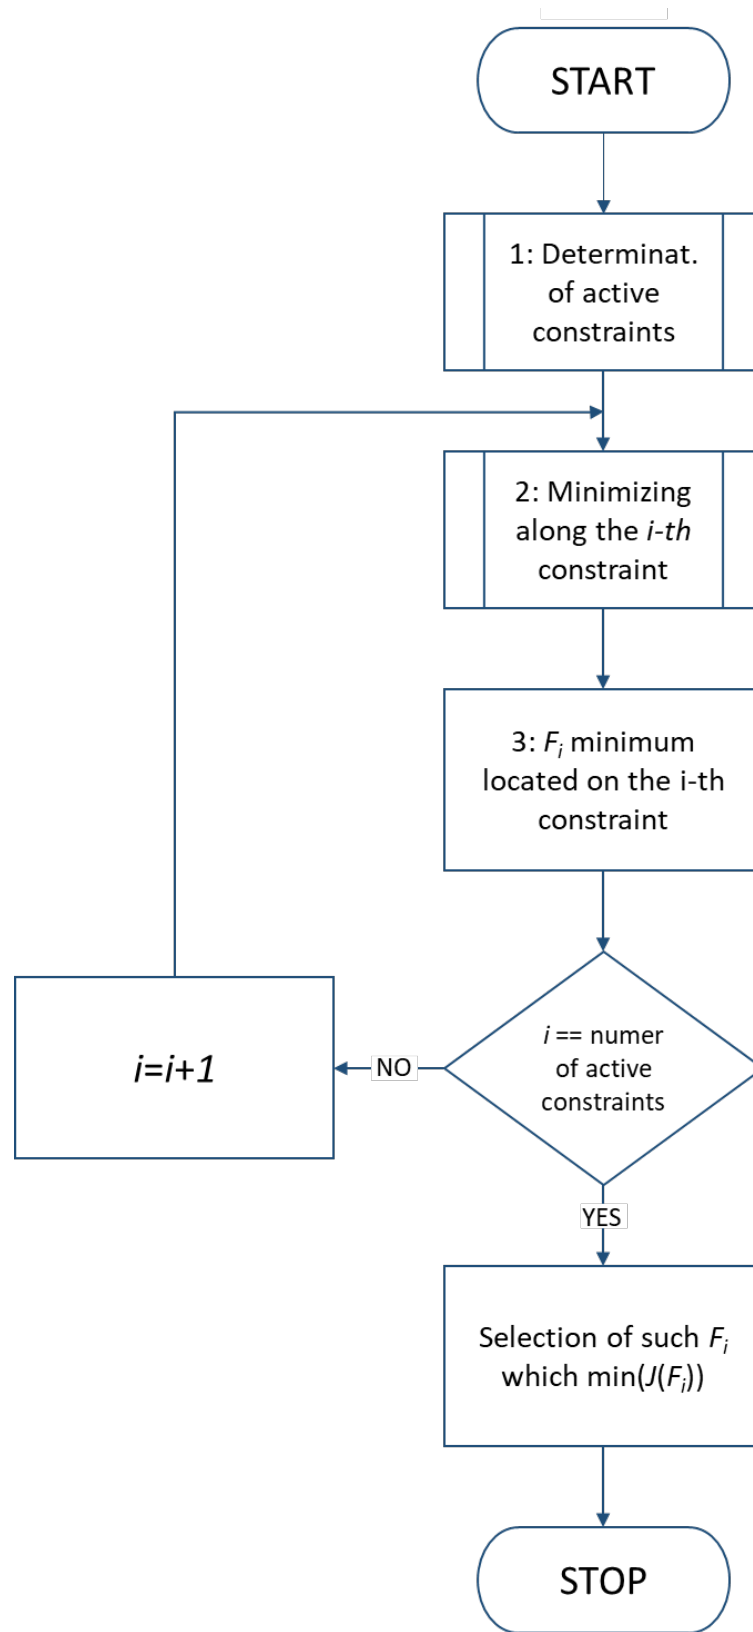 START
1: Determinat.
of active
constraints
2: Minimizing
along the i-th
constraint
3: Fi minimum
located on the i-th
constraint
i == numer
of active
constraints
NO
i=i+1
YES
Selection of such Fi
which min(J(Fi))
STOP